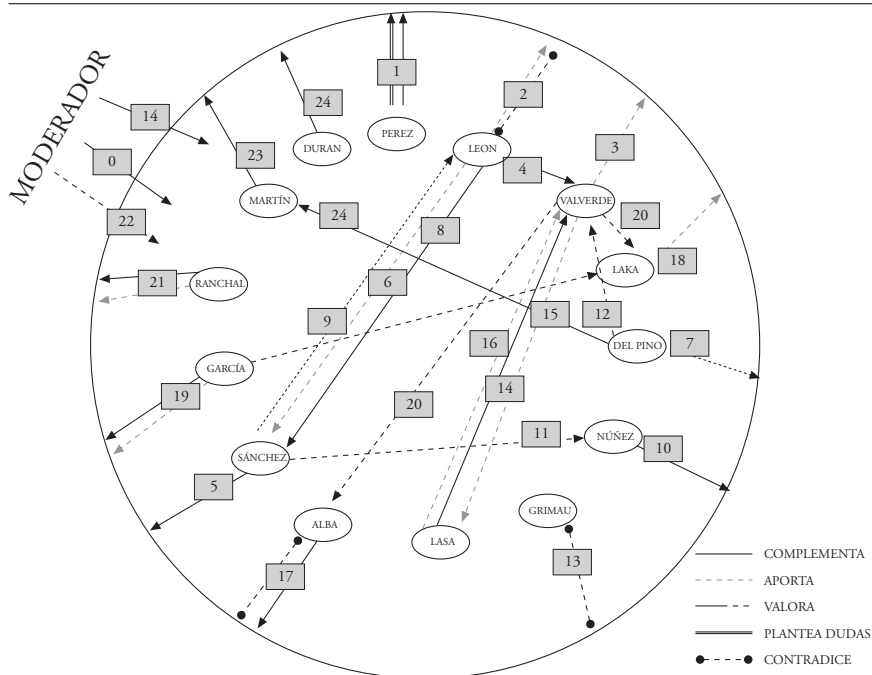 MODERADOR
14
0
22
24
DURAN
1
PEREZ
2
LEON
3
4
23
MARTÍN
24
VALVERDE
20
8
LAKA
18
21
RANCHAL
6
9
15
12
16
DEL PINO
7
GARCÍA
19
14
20
11
NÚÑEZ
10
SÁNCHEZ
5
ALBA
LASA
GRIMAU
17
13
COMPLEMENTA
APORTA
VALORA
PLANTEA DUDAS
CONTRADICE